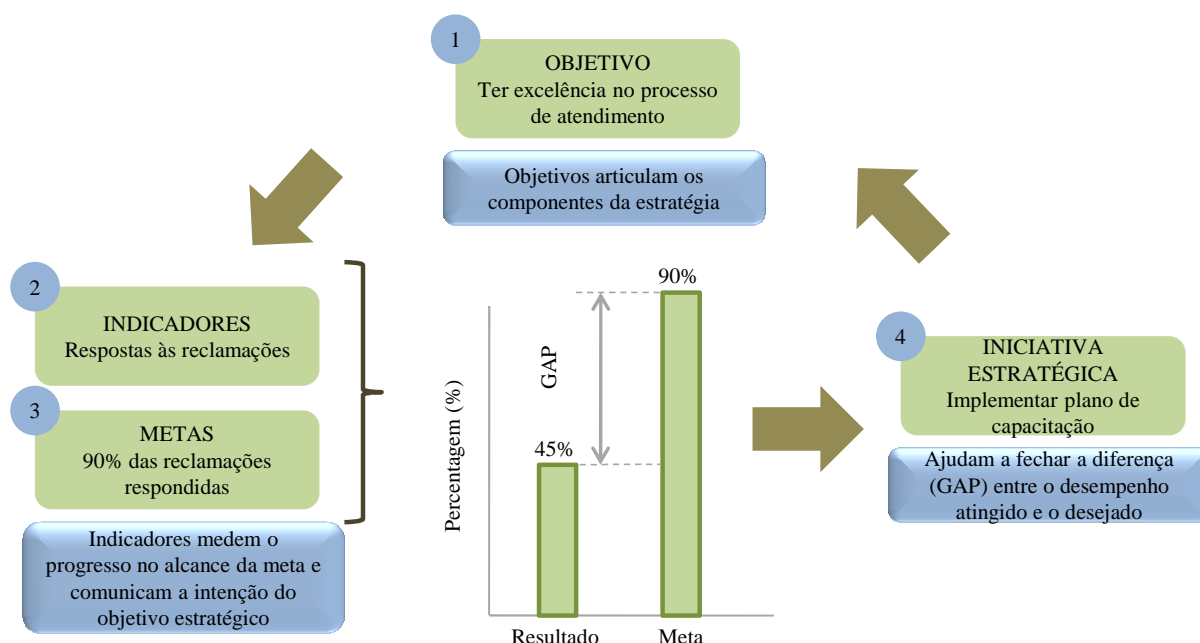 1
OBJETIVO
Ter excelência no processo
de atendimento
Objetivos articulam os
componentes da estratégia
2
INDICADORES
Respostas às reclamações
3
METAS
90% das reclamações
respondidas
Indicadores medem o
progresso no alcance da meta e
comunicam a intenção do
objetivo estratégico
Percentagem (%)
45%
GAP
90%
Resultado
Meta
4
INICIATIVA
ESTRATÉGICA
Implementar plano de
capacitação
Ajudam a fechar a diferença
(GAP) entre o desempenho
atingido e o desejado